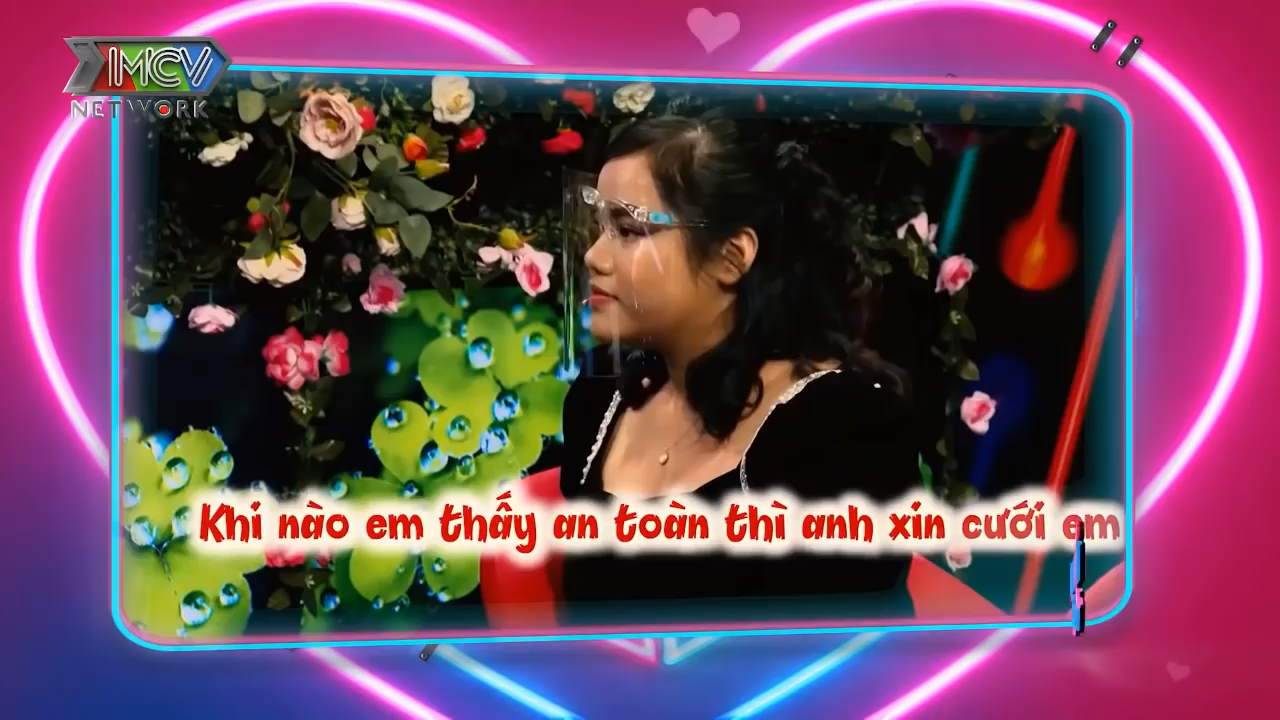 MCV
NETWORK
Khi nào em thấy an toàn thì anh xin cưới em